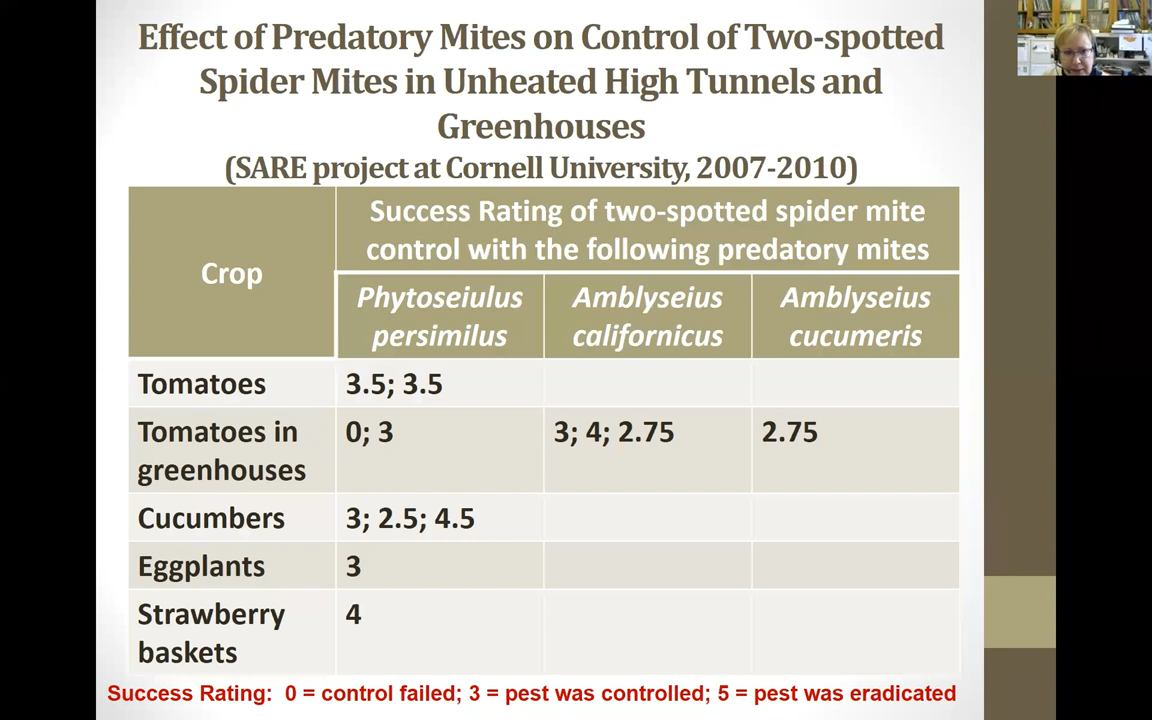 Effect of Predatory Mites on Control of Two-spotted
Spider Mites in Unheated High Tunnels and
Greenhouses
(SARE project at Cornell University, 2007-2010)
Crop
Success Rating of two-spotted spider mite
control with the following predatory mites
Phytoseiulus
persimilus
Amblyseius
californicus
Amblyseius
cucumeris
Tomatoes
3.5; 3.5
Tomatoes in
greenhouses
0; 3
3; 4; 2.75
2.75
Cucumbers
3; 2.5; 4.5
Eggplants
3
Strawberry
baskets
4
Success Rating: 0 = control failed; 3 = pest was controlled; 5 = pest was eradicated